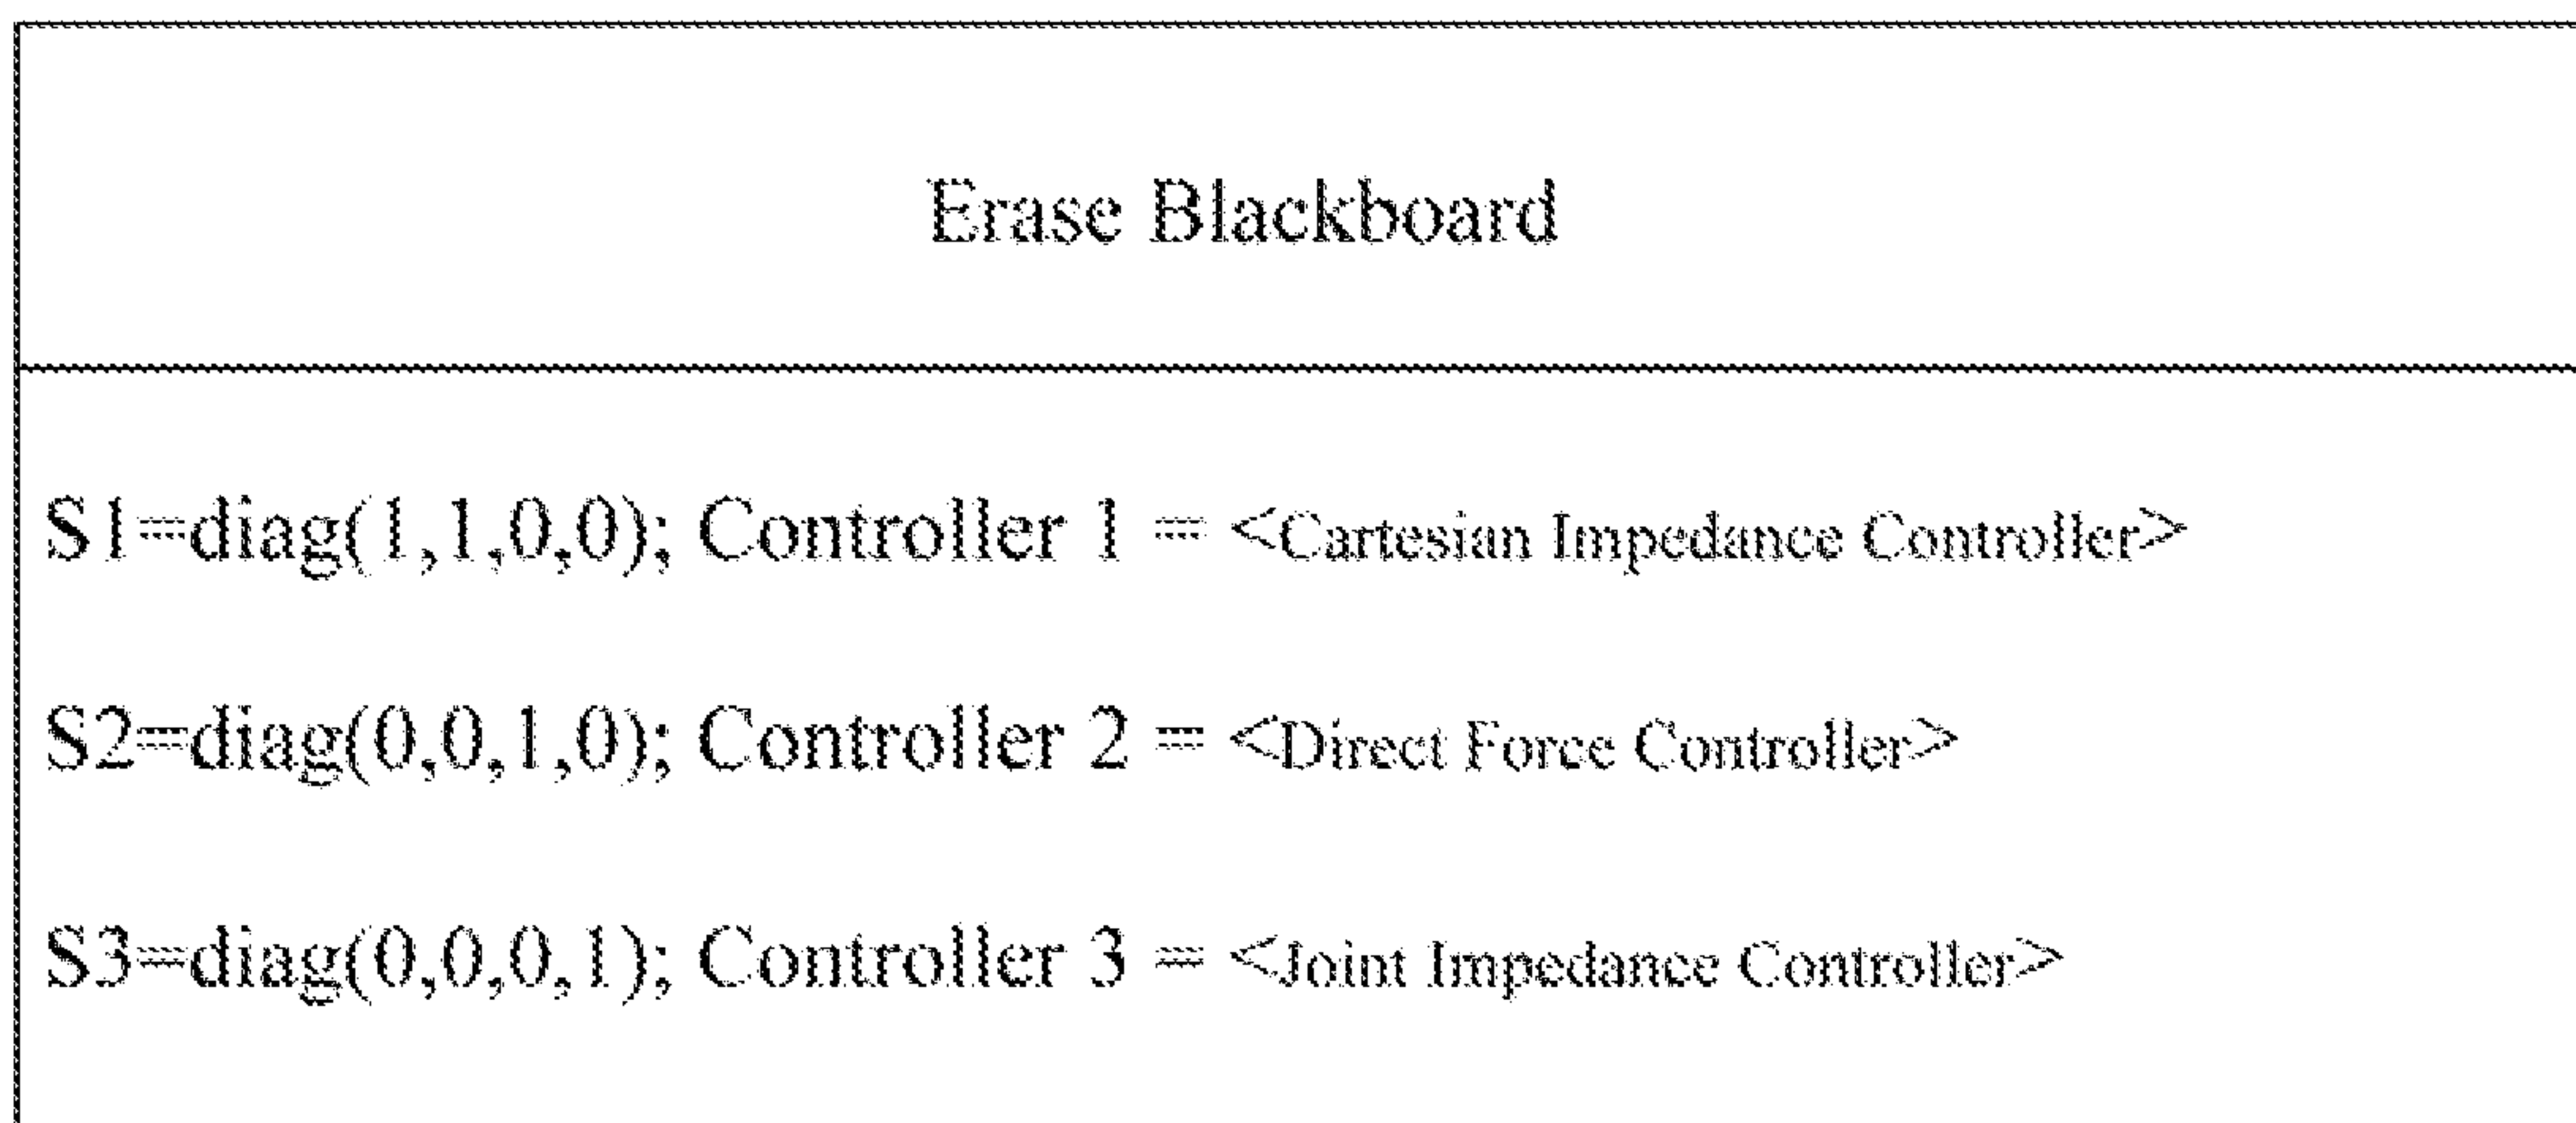 Erase Blackboard
S1=diag(1,1,0,0); Controller 1 = <Cartesian Impedance Controller>
S2=diag(0,0,1,0); Controller 2 = <Direct Force Controller>
S3=diag(0,0,0,1); Controller 3 = <Joint Impedance Controller>